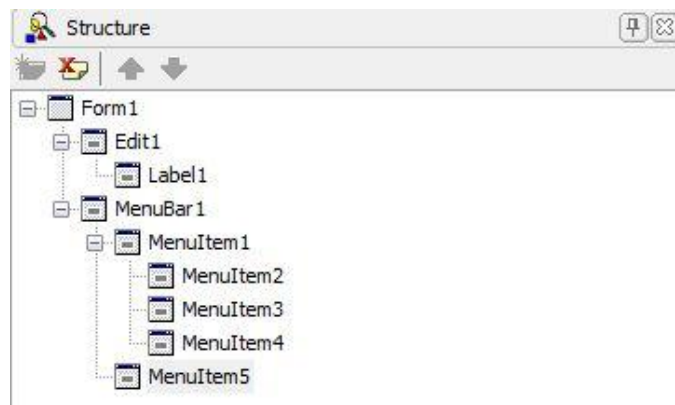 Structure
Form1
Edit1
Label1
MenuBar1
MenuItem1
MenuItem2
MenuItem3
MenuItem4
MenuItem5